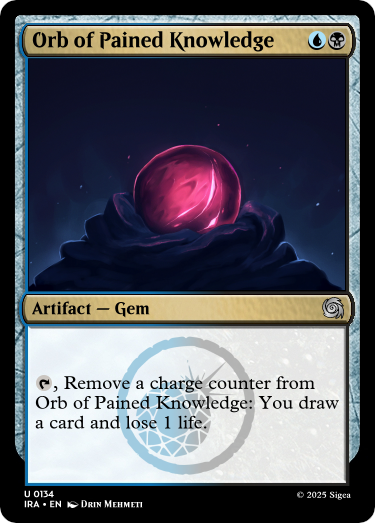 Orb of Pained Knowledge
Artifact — Gem
, Remove a charge counter from
Orb of Pained Knowledge: You draw
a card and lose 1 life.
U 0134
IRA • EN Drin Mehmeti
© 2025 Sigea